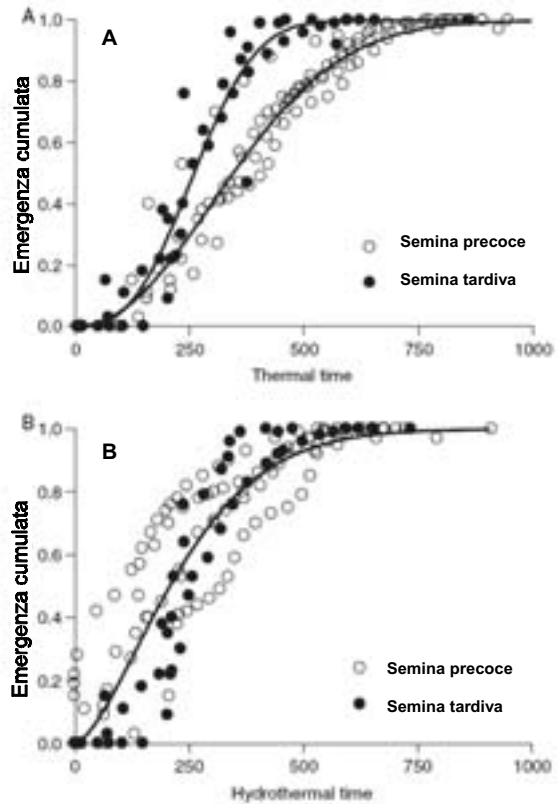 A
A
1.0
0.8
0.6
0.4
0.2
0.0
Emergenza cumulata
Semina precoce
Semina tardiva
0
250
500
750
1000
Thermal time
B
B
1.0
0.8
0.6
0.4
0.2
0.0
Emergenza cumulata
Semina precoce
Semina tardiva
0
250
500
750
1000
Hydrothermal time